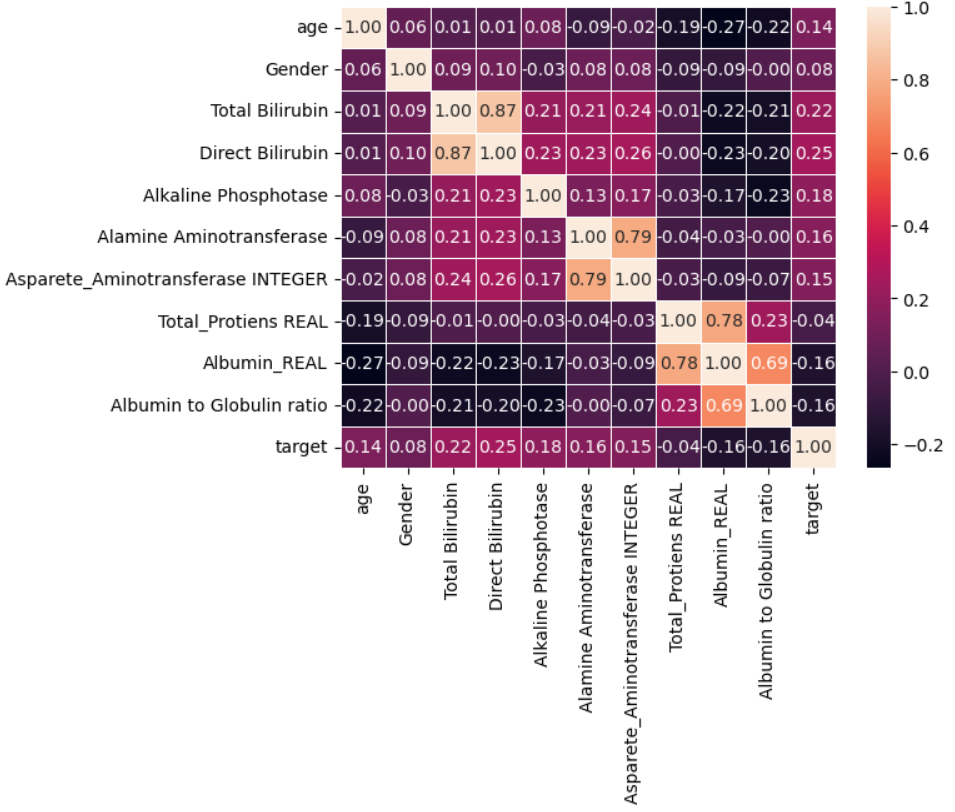 age 1.00 0.06 0.01 0.01 0.08 -0.09 -0.02 -0.19 -0.27 -0.22 0.14
Gender 0.06 1.00 0.09 0.10 -0.03 0.08 0.08 -0.09 -0.09 -0.00 0.08
Total Bilirubin 0.01 0.09 1.00 0.87 0.21 0.21 0.24 -0.01 -0.22 -0.21 0.22
Direct Bilirubin 0.01 0.10 0.87 1.00 0.23 0.23 0.26 -0.00 -0.23 -0.20 0.25
Alkaline Phosphotase 0.08 -0.03 0.21 0.23 1.00 0.13 0.17 -0.03 -0.17 -0.23 0.18
Alamine Aminotransferase -0.09 0.08 0.21 0.23 0.13 1.00 0.79 -0.04 -0.03 -0.00 0.16
Asparete_Aminotransferase INTEGER -0.02 0.08 0.24 0.26 0.17 0.79 1.00 -0.03 -0.09 -0.07 0.15
Total_Protiens REAL -0.19 -0.09 -0.01 -0.00 -0.03 -0.04 -0.03 1.00 0.78 0.23 -0.04
Albumin_REAL -0.27 -0.09 -0.22 -0.23 -0.17 -0.03 -0.09 0.78 1.00 0.69 -0.16
Albumin to Globulin ratio -0.22 -0.00 -0.21 -0.20 -0.23 -0.00 -0.07 0.23 0.69 1.00 -0.16
target 0.14 0.08 0.22 0.25 0.18 0.16 0.15 -0.04 -0.16 -0.16 1.00
age
Gender
Total Bilirubin
Direct Bilirubin
Alkaline Phosphotase
Alamine Aminotransferase
Asparete_Aminotransferase INTEGER
Total_Protiens REAL
Albumin_REAL
Albumin to Globulin ratio
target
1.0
0.8
0.6
0.4
0.2
0.0
−0.2